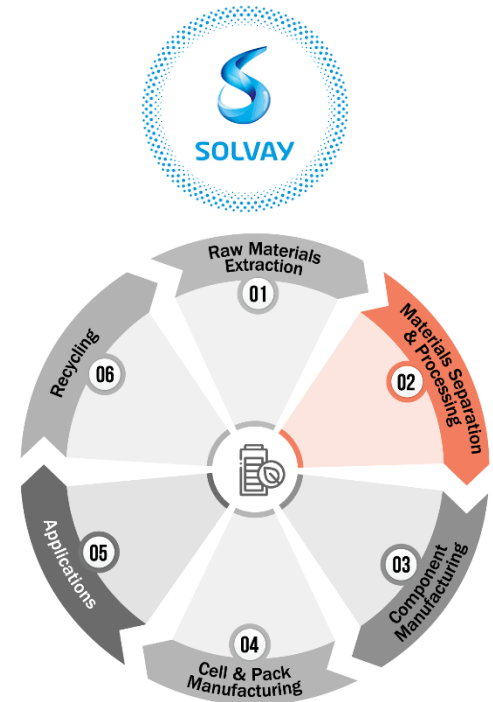 SOLVAY
Raw Materials
Extraction
01
Materials Separation
& Processing
02
Component
Manufacturing
03
04
Cell & Pack
Manufacturing
Applications
05
Recycling
06